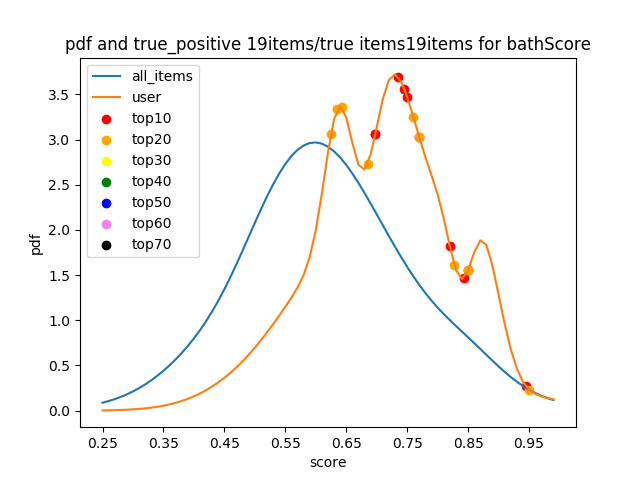 pdf and true_positive 19items/true items19items for bathScore
all_items
user
top10
top20
top30
top40
top50
top60
top70
3.5
3.0
2.5
2.0
1.5
1.0
0.5
0.0
pdf
0.25 0.35 0.45 0.55 0.65 0.75 0.85 0.95
score